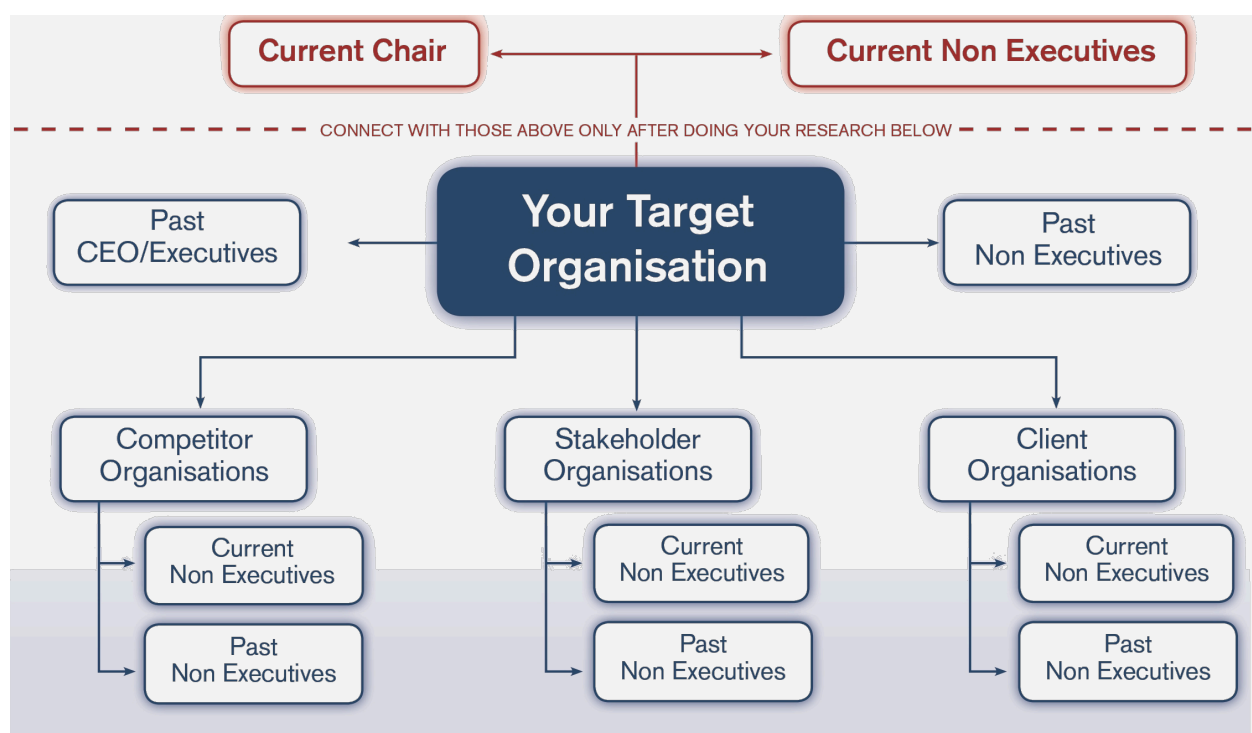 Current Chair
Current Non Executives
CONNECT WITH THOSE ABOVE ONLY AFTER DOING YOUR RESEARCH BELOW
Past
CEO/Executives
Your Target
Organisation
Past
Non Executives
Competitor
Organisations
Stakeholder
Organisations
Client
Organisations
Current
Non Executives
Current
Non Executives
Current
Non Executives
Past
Non Executives
Past
Non Executives
Past
Non Executives